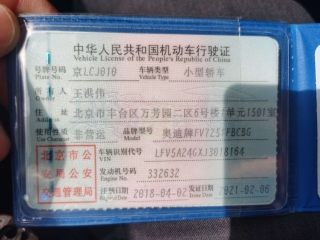 中华人民共和国机动车行驶证
Vehicle License of the People's Republic of China
号牌号码 京LCJ010 车辆类型 小型轿车
Plate No. Vehicle Type
所有人 王洪伟
Owner
住址 北京市丰台区万芳园二区6号楼 单元1501室
使用性质 非营运 品牌型号 奥迪牌FV7251FBCBG
Use Character Model
北京市公
安局公安
交通管理局
车辆识别代号 LFV5A24GXJ3018164
VIN
发动机号码 332632
Engine No.
注册日期 2018-04-02 发证日期 2021-02-06